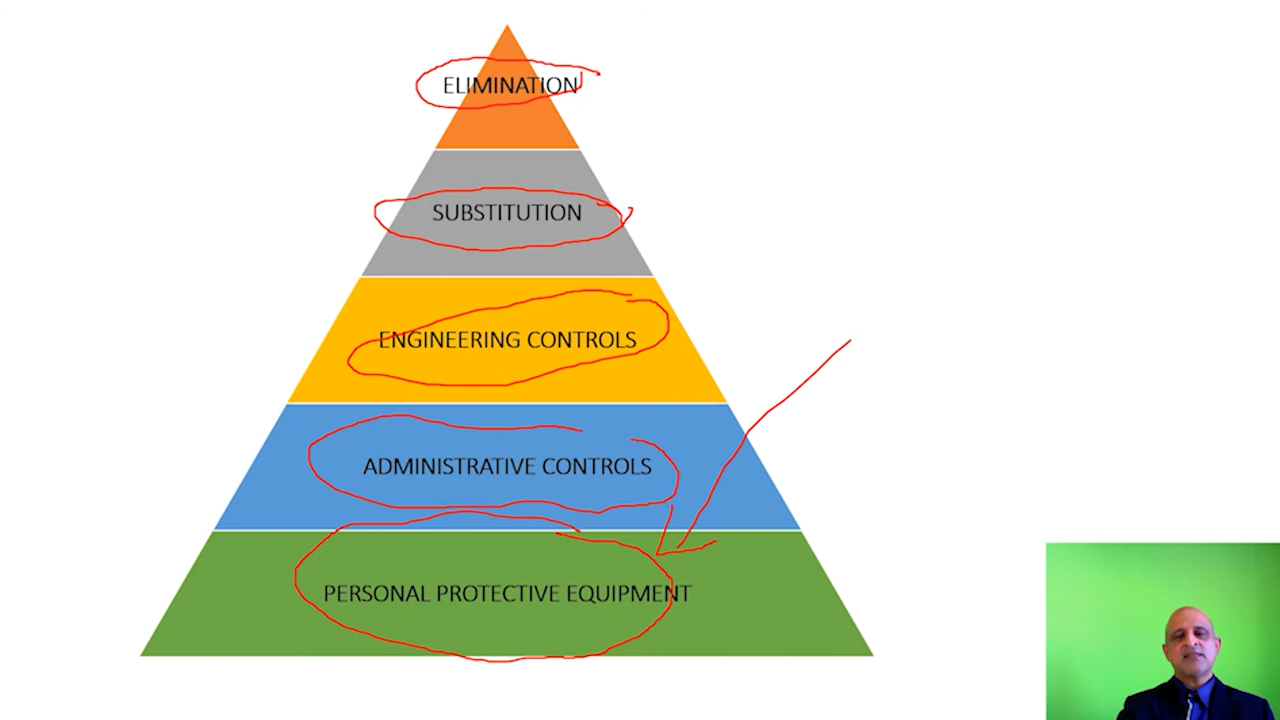 ELIMINATION
SUBSTITUTION
ENGINEERING CONTROLS
ADMINISTRATIVE CONTROLS
PERSONAL PROTECTIVE EQUIPMENT